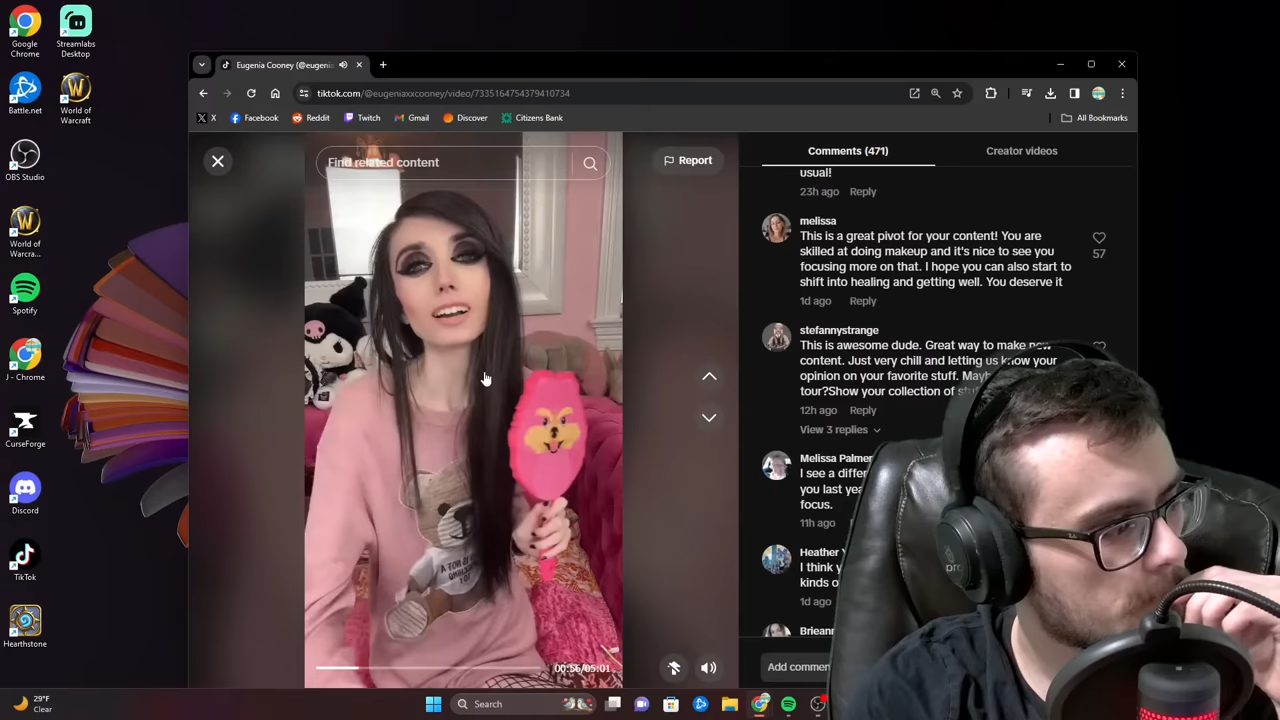 Google
Chrome
Streamlabs
Desktop
Battle.net
World of
Warcraft
OBS Studio
World of
Warcra...
Spotify
J - Chrome
CurseForge
Discord
TikTok
Hearthstone
Eugenia Cooney (@eugeni
tiktok.com/@eugeniaxxcooney/video/7335164754379410734
X
Facebook
Reddit
Twitch
Gmail
Discover
Citizens Bank
All Bookmarks
Find related content
Report
00:56/05:01
Comments (471)
Creator videos
usual!
23h ago Reply
melissa
This is a great pivot for your content! You are
skilled at doing makeup and it's nice to see you
focusing more on that. I hope you can also start to
shift into healing and getting well. You deserve it
57
1d ago Reply
stefannystrange
This is awesome dude. Great way to make new
content. Just very chill and letting us know your
opinion on your favorite stuff.
tour?Show your collection of
12h ago Reply
View 3 replies
Melissa Palmer
I see a
you last
focus.
11h ago
Heather
I think
kinds
1d ago
Add
29°F
Clear
Search